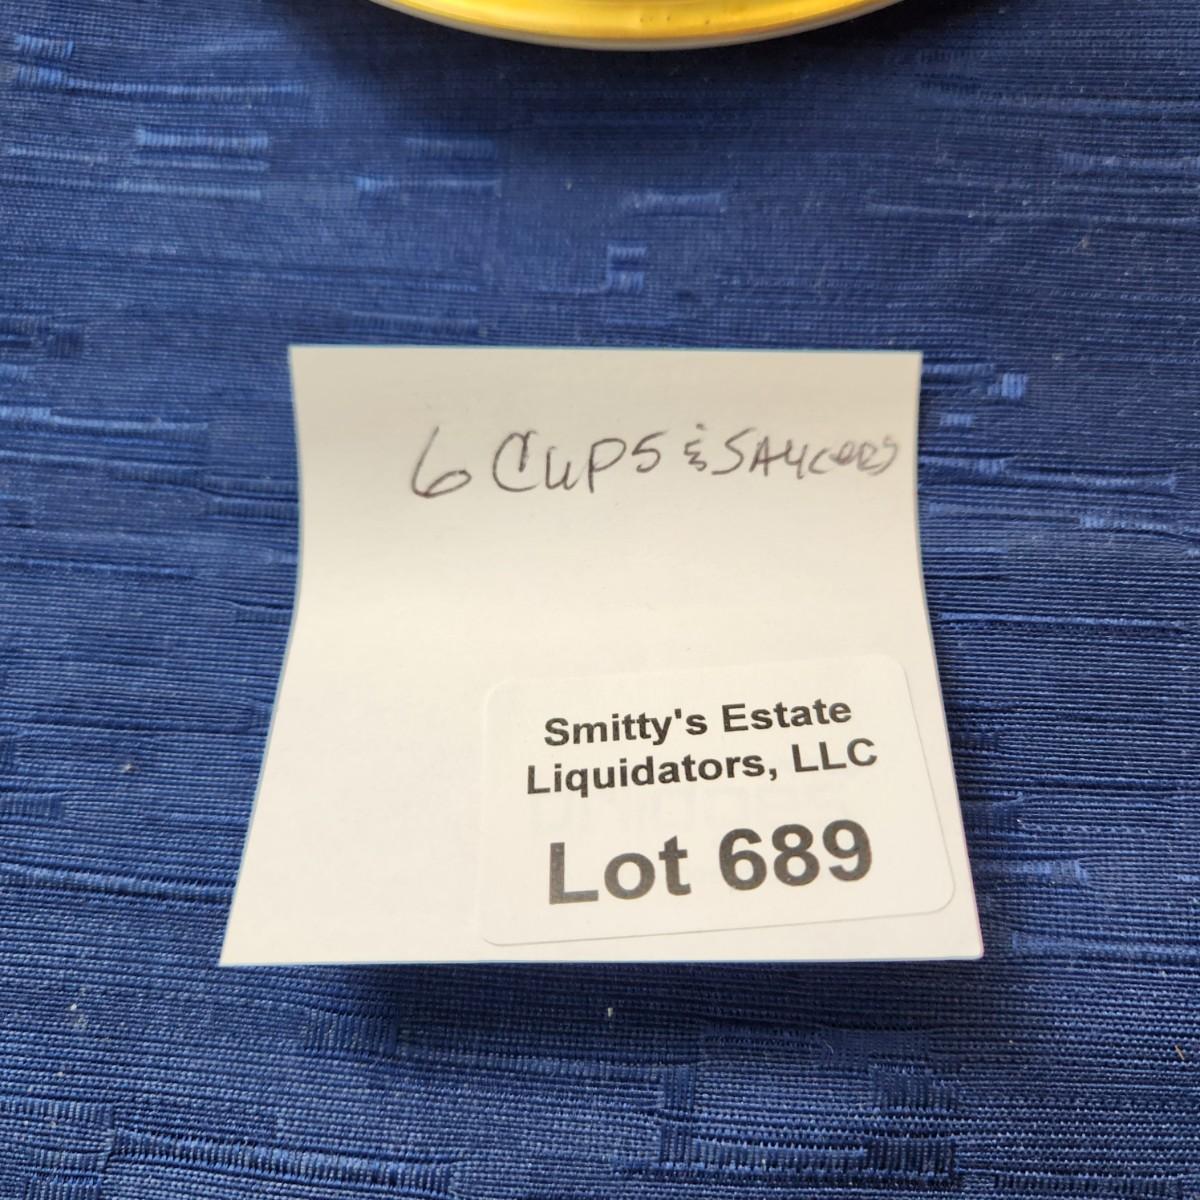 6 CUPS & SAUCERS
Smitty's Estate
Liquidators, LLC
Lot 689